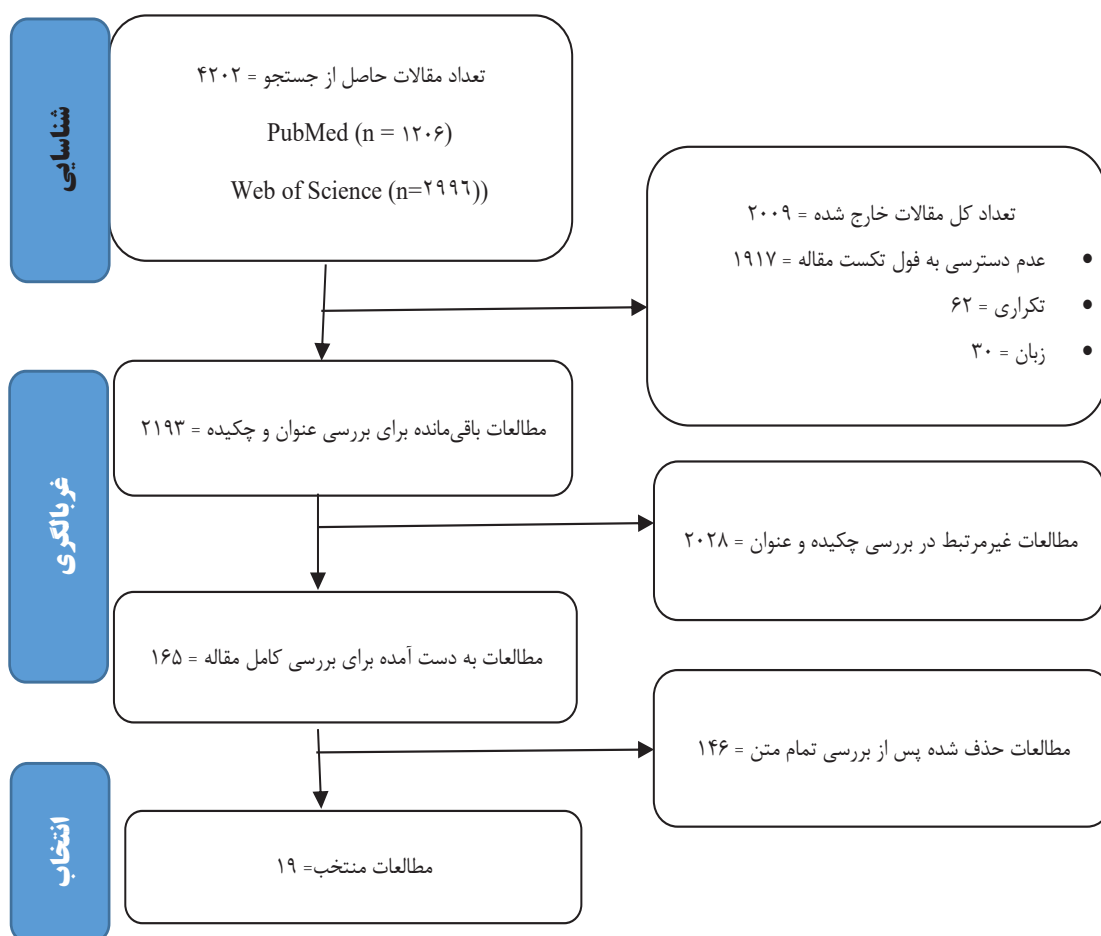 شناسایی
تعداد مقالات حاصل از جستجو = ۴۲۰۲
PubMed (n = ۱۲۰۶)
Web of Science (n=۲۹۹٦))
تعداد کل مقالات خارج شده = ۲۰۰۹
• عدم دسترسی به فول تکست مقاله = ۱۹۱۷
• تکراری = ۶۲
• زبان = ۳۰
غربالگری
مطالعات باقی‌مانده برای بررسی عنوان و چکیده = ۲۱۹۳
مطالعات غیرمرتبط در بررسی چکیده و عنوان = ۲۰۲۸
مطالعات به دست آمده برای بررسی کامل مقاله = ۱۶۵
مطالعات حذف شده پس از بررسی تمام متن = ۱۴۶
انتخاب
مطالعات منتخب= ۱۹